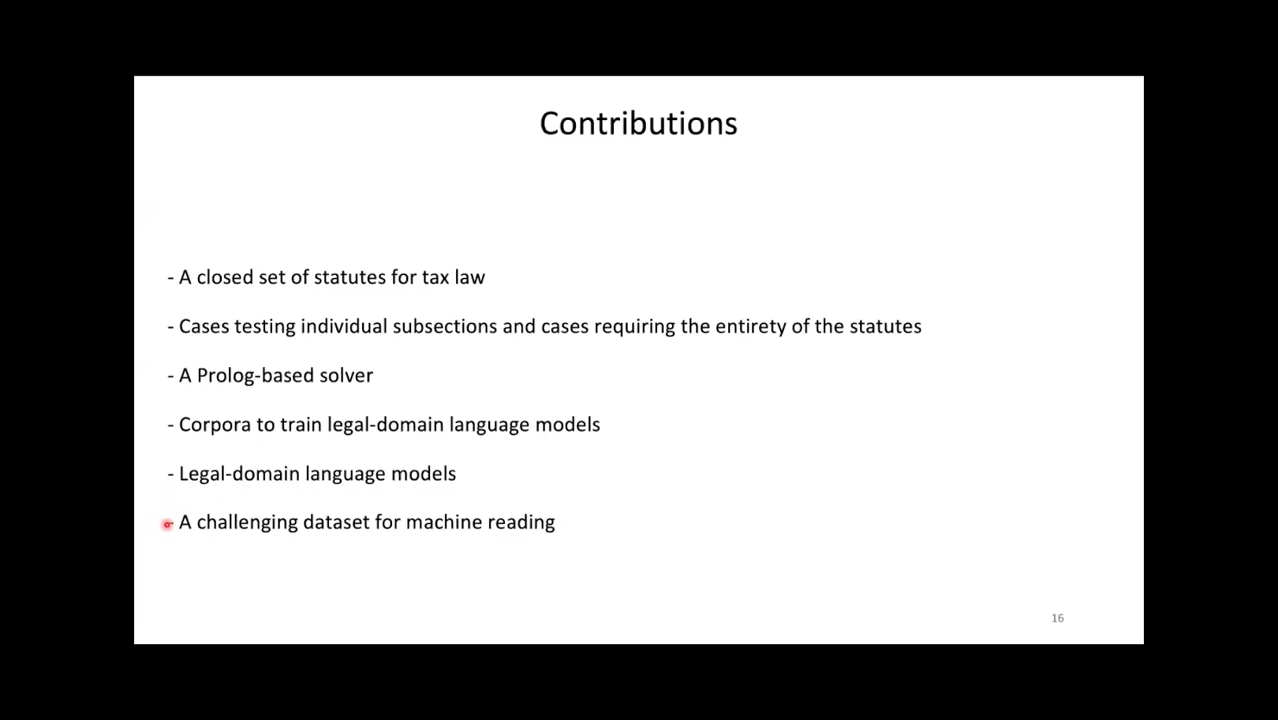 Contributions
- A closed set of statutes for tax law
- Cases testing individual subsections and cases requiring the entirety of the statutes
- A Prolog-based solver
- Corpora to train legal-domain language models
- Legal-domain language models
- A challenging dataset for machine reading
16